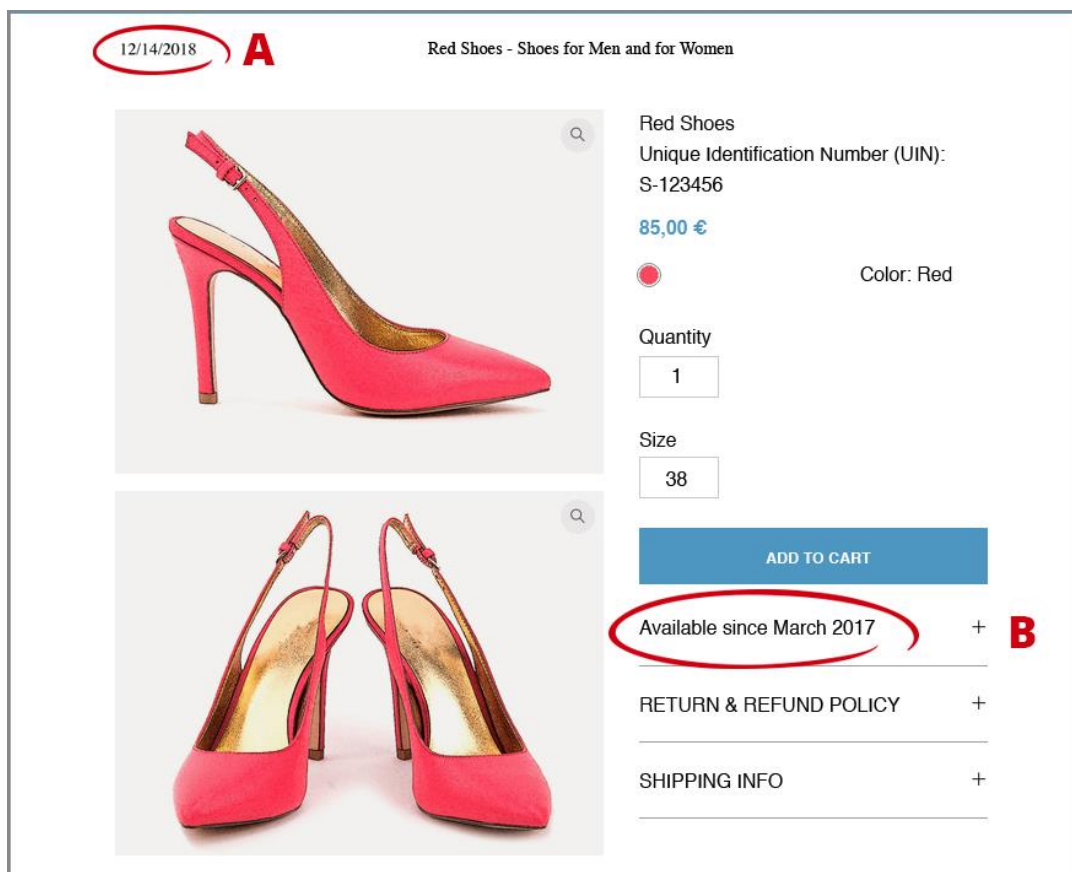 12/14/2018
A
Red Shoes - Shoes for Men and for Women
Red Shoes
Unique Identification Number (UIN):
S-123456
85,00 €
Color: Red
Quantity
1
Size
38
ADD TO CART
Available since March 2017 +
B
RETURN & REFUND POLICY +
SHIPPING INFO +